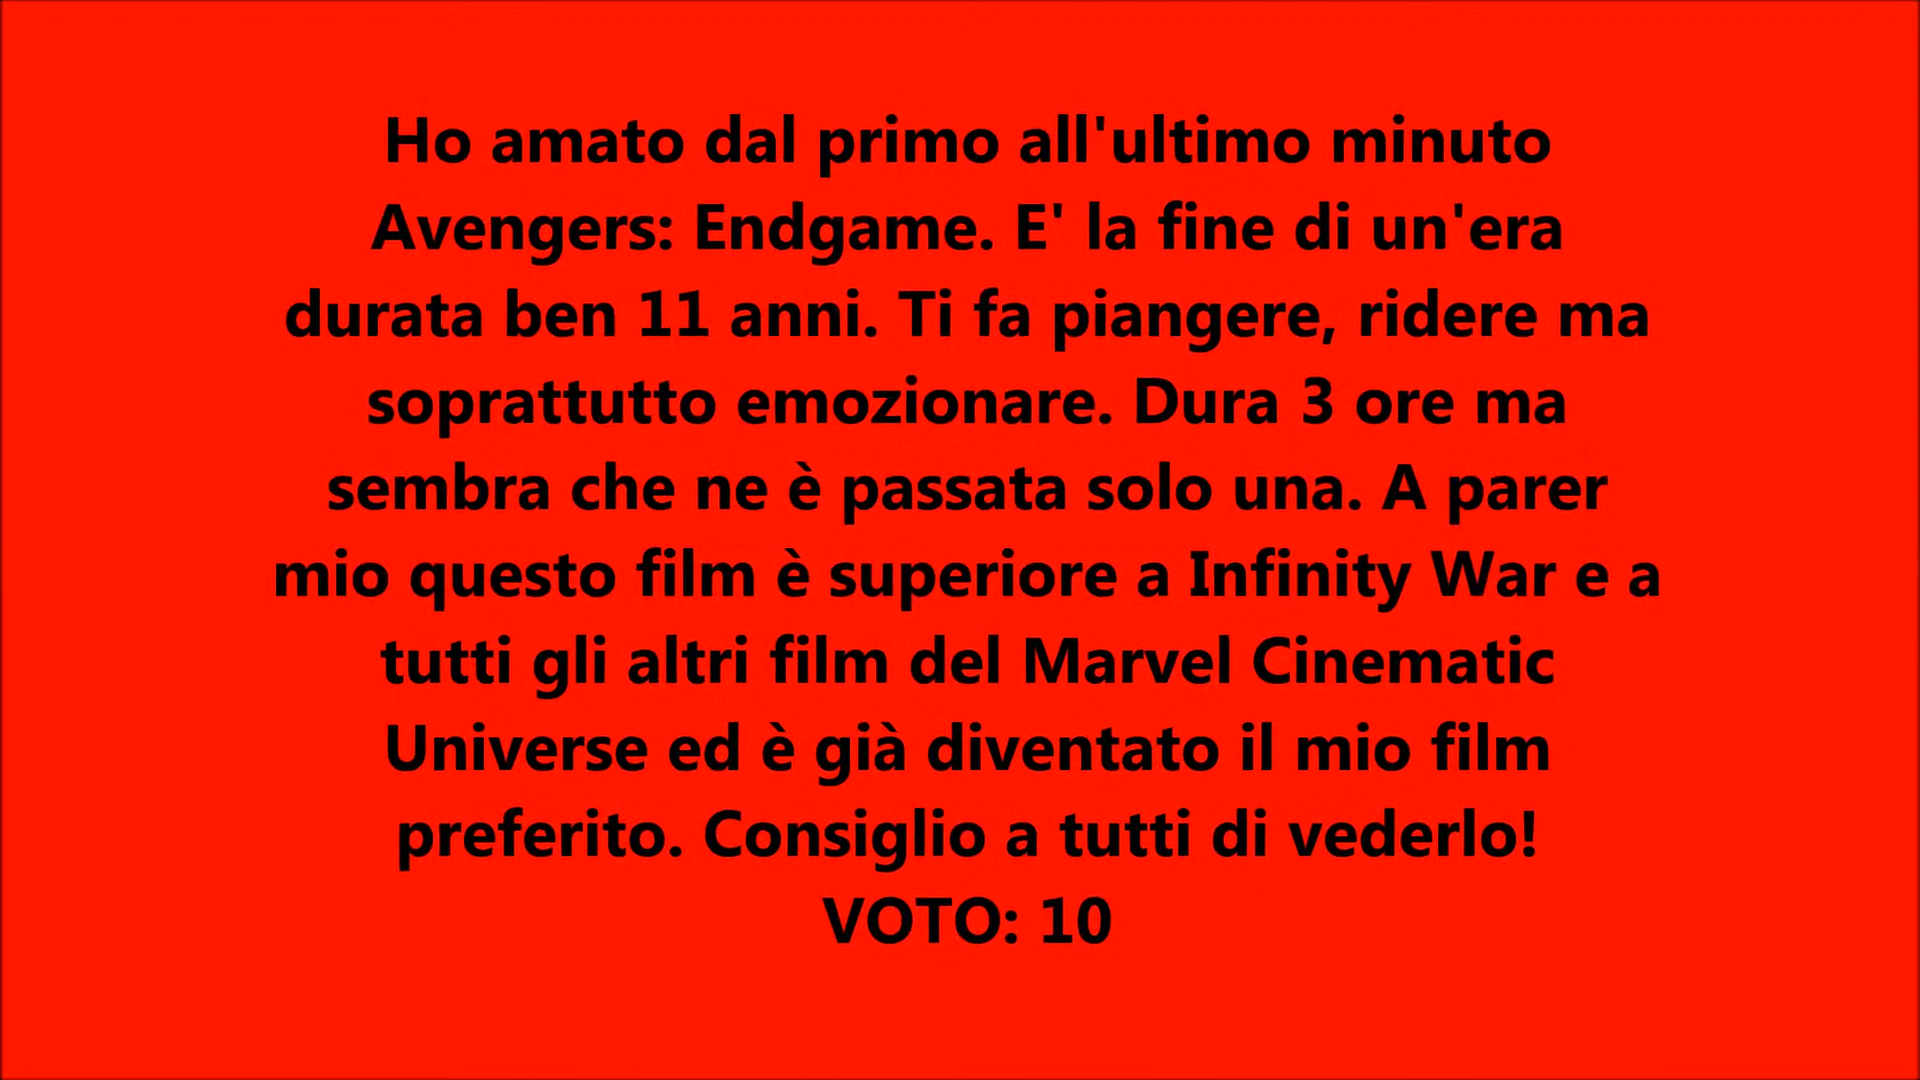 Ho amato dal primo all'ultimo minuto
Avengers: Endgame. E' la fine di un'era
durata ben 11 anni. Ti fa piangere, ridere ma
soprattutto emozionare. Dura 3 ore ma
sembra che ne è passata solo una. A parer
mio questo film è superiore a Infinity War e a
tutti gli altri film del Marvel Cinematic
Universe ed è già diventato il mio film
preferito. Consiglio a tutti di vederlo!
VOTO: 10